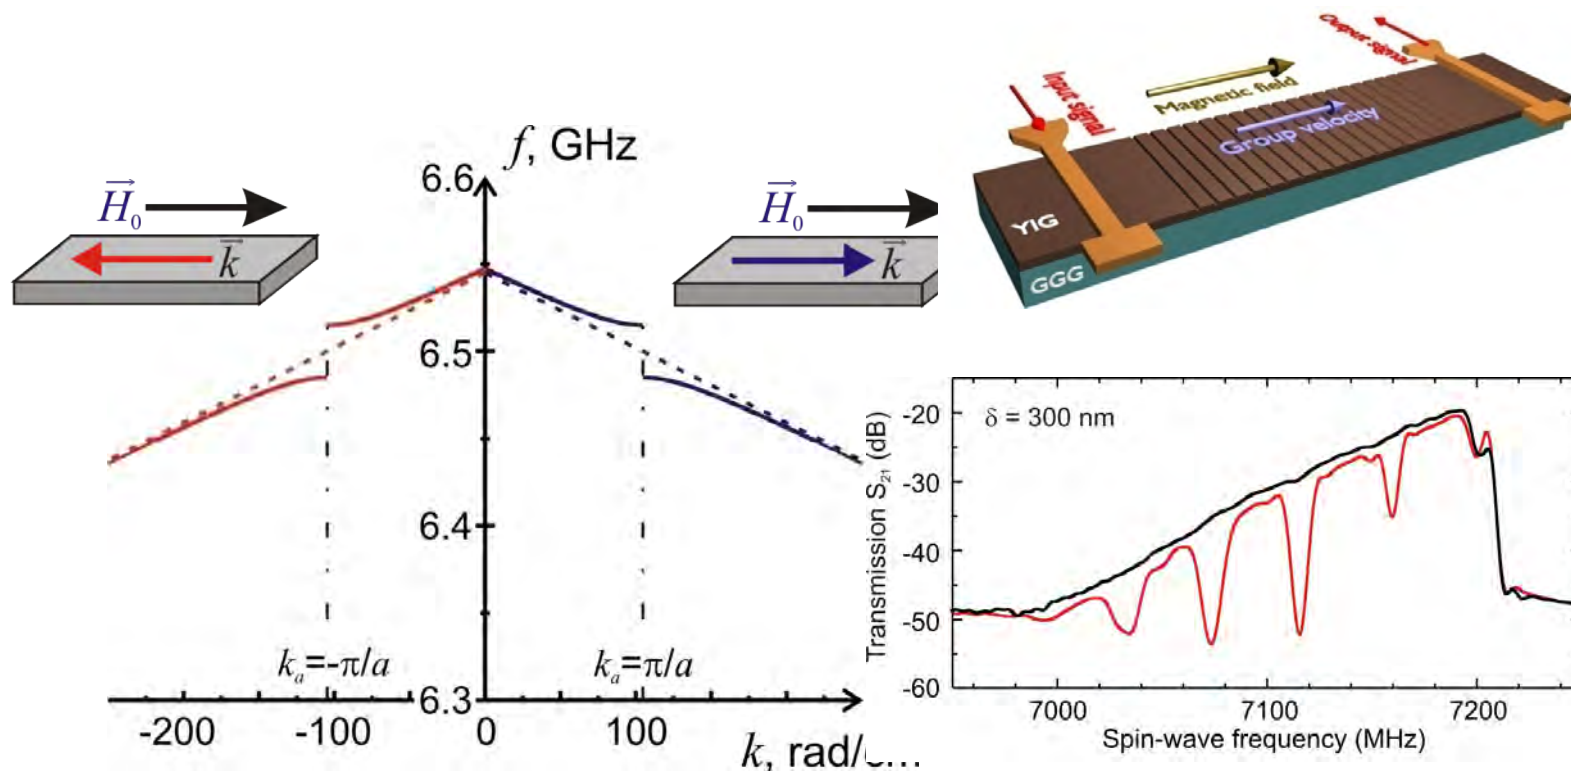 f, GHz
6.6
6.5
6.4
6.3
H₀
k
H₀
k
kₐ=-π/a
kₐ=π/a
-200
-100
0
100
k, rad/
Input signal
Output signal
Magnetic field
Group velocity
YIG
GGG
δ = 300 nm
Transmission S₂₁ (dB)
-20
-30
-40
-50
-60
7000
7100
7200
Spin-wave frequency (MHz)